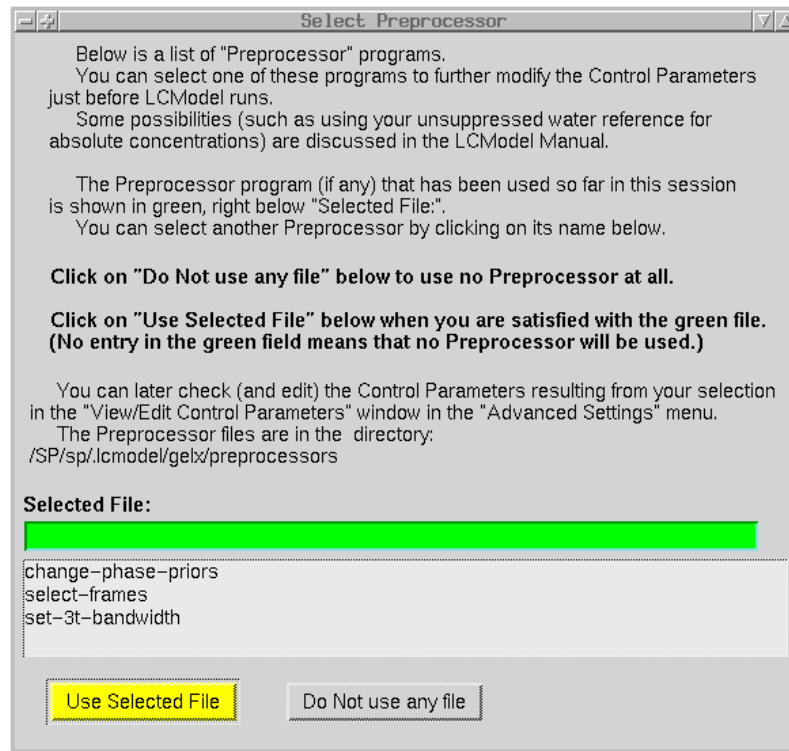 Select Preprocessor
Below is a list of "Preprocessor" programs.
You can select one of these programs to further modify the Control Parameters
just before LCModel runs.
Some possibilities (such as using your unsuppressed water reference for
absolute concentrations) are discussed in the LCModel Manual.
The Preprocessor program (if any) that has been used so far in this session
is shown in green, right below "Selected File:".
You can select another Preprocessor by clicking on its name below.
Click on "Do Not use any file" below to use no Preprocessor at all.
Click on "Use Selected File" below when you are satisfied with the green file.
(No entry in the green field means that no Preprocessor will be used.)
You can later check (and edit) the Control Parameters resulting from your selection
in the "View/Edit Control Parameters" window in the "Advanced Settings" menu.
The Preprocessor files are in the  directory:
/SP/sp/.lcmodel/gelx/preprocessors
Selected File:
change-phase-priors
select-frames
set-3t-bandwidth
Use Selected File
Do Not use any file